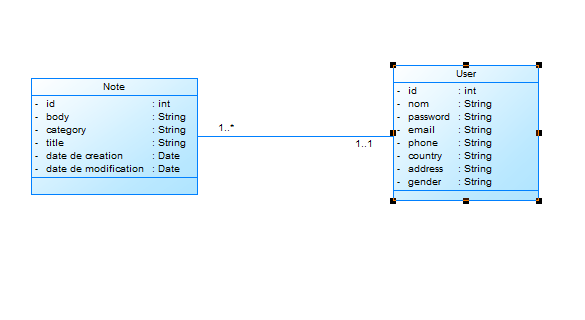 Note
- id : int
- body : String
- category : String
- title : String
- date de creation : Date
- date de modification : Date
1..*
1..1
User
- id : int
- nom : String
- password : String
- email : String
- phone : String
- country : String
- address : String
- gender : String